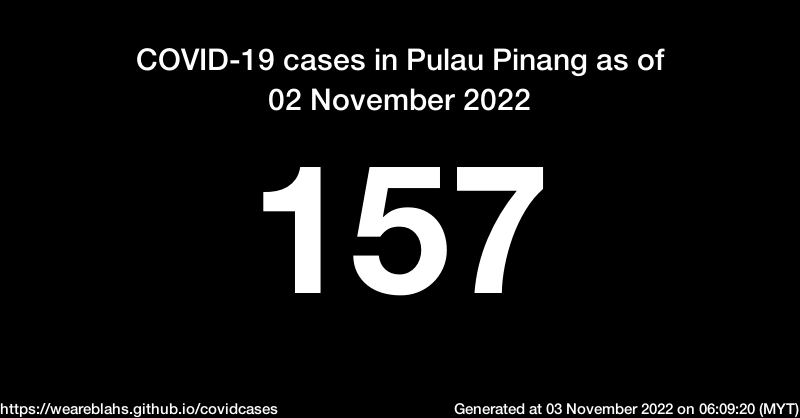 COVID-19 cases in Pulau Pinang as of
02 November 2022
157
https://weareblahs.github.io/covidcases
Generated at 03 November 2022 on 06:09:20 (MYT)